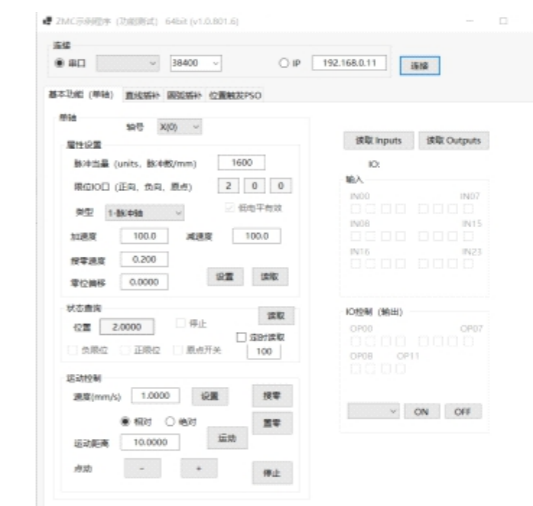 ZMC示例程序 (功能测试) 64bit (v1.0.801.6)
连接
串口 38400 IP 192.168.0.11 连接
基本功能 (单轴) 直线插补 圆弧插补 位置触发PSO
单轴
轴号 X(0)
属性设置
脉冲当量 (units, 脉冲数/mm) 1600
限位IO口 (正向、负向、原点) 2 0 0
类型 1-脉冲轴 低电平有效
加速度 100.0 减速度 100.0
搜零速度 0.200
零位偏移 0.0000 设置 读取
状态查询
读取
位置 2.0000 停止
定时读取
负限位 正限位 原点开关 100
运动控制
速度(mm/s) 1.0000 设置 搜零
相对 绝对 置零
运动距离 10.0000 运动
点动 - + 停止
读取 Inputs 读取 Outputs
IO:
输入
IN00 IN07
IN08 IN15
IN16 IN23
IO控制 (输出)
OP00 OP07
OP08 OP11
ON OFF